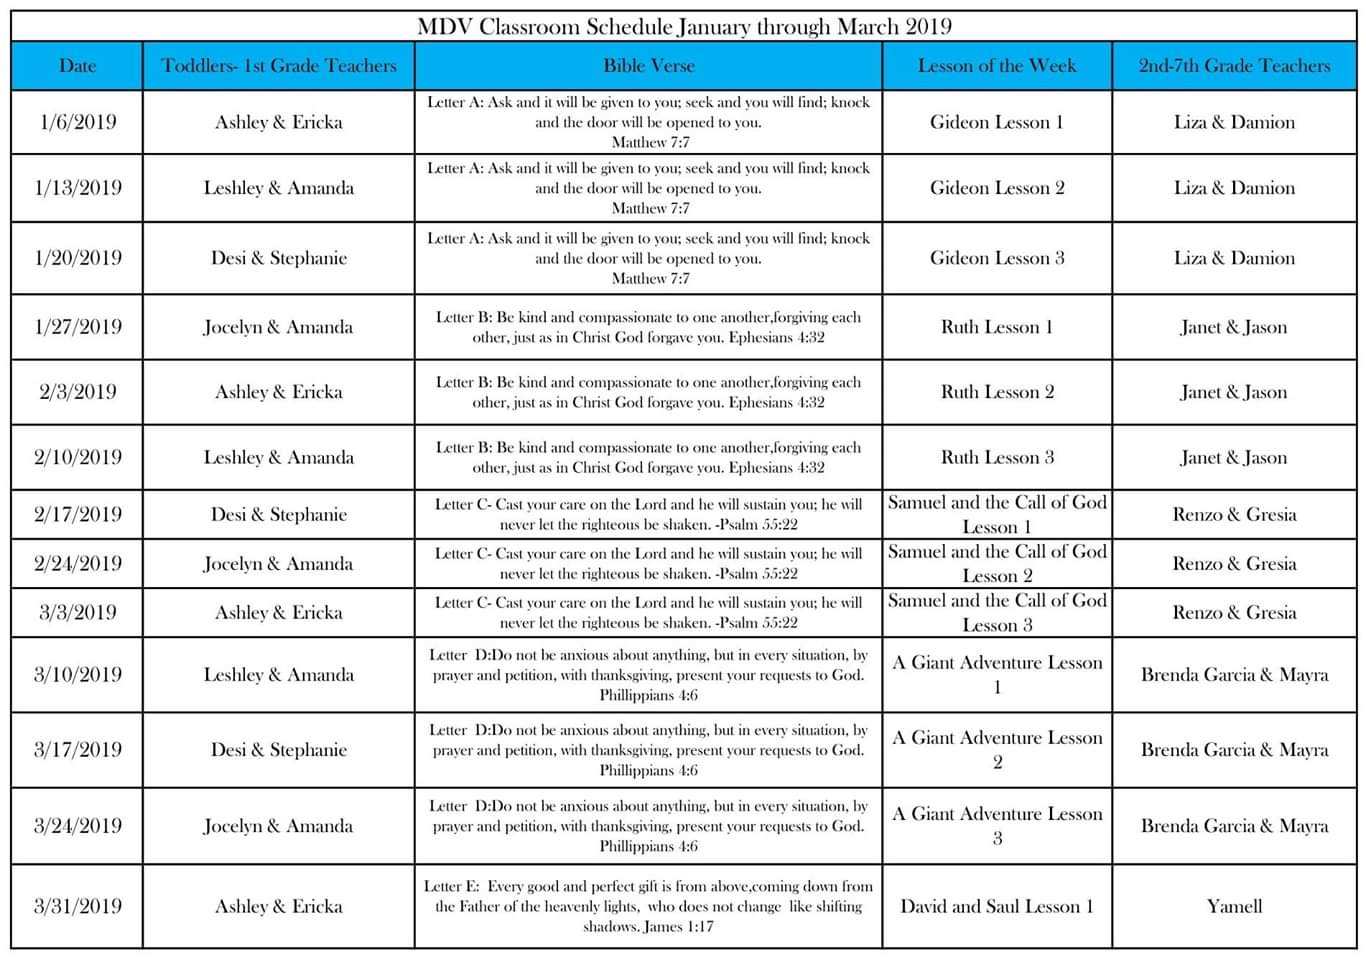 MDV Classroom Schedule January through March 2019
Date Toddlers- 1st Grade Teachers Bible Verse Lesson of the Week 2nd-7th Grade Teachers
1/6/2019 Ashley & Ericka Letter A: Ask and it will be given to you; seek and you will find; knock
and the door will be opened to you.
Matthew 7:7 Gideon Lesson 1 Liza & Damion
1/13/2019 Leshley & Amanda Letter A: Ask and it will be given to you; seek and you will find; knock
and the door will be opened to you.
Matthew 7:7 Gideon Lesson 2 Liza & Damion
1/20/2019 Desi & Stephanie Letter A: Ask and it will be given to you; seek and you will find; knock
and the door will be opened to you.
Matthew 7:7 Gideon Lesson 3 Liza & Damion
1/27/2019 Jocelyn & Amanda Letter B: Be kind and compassionate to one another,forgiving each
other, just as in Christ God forgave you. Ephesians 4:32 Ruth Lesson 1 Janet & Jason
2/3/2019 Ashley & Ericka Letter B: Be kind and compassionate to one another,forgiving each
other, just as in Christ God forgave you. Ephesians 4:32 Ruth Lesson 2 Janet & Jason
2/10/2019 Leshley & Amanda Letter B: Be kind and compassionate to one another,forgiving each
other, just as in Christ God forgave you. Ephesians 4:32 Ruth Lesson 3 Janet & Jason
2/17/2019 Desi & Stephanie Letter C- Cast your care on the Lord and he will sustain you; he will
never let the righteous be shaken. -Psalm 55:22 Samuel and the Call of God
Lesson 1 Renzo & Gresia
2/24/2019 Jocelyn & Amanda Letter C- Cast your care on the Lord and he will sustain you; he will
never let the righteous be shaken. -Psalm 55:22 Samuel and the Call of God
Lesson 2 Renzo & Gresia
3/3/2019 Ashley & Ericka Letter C- Cast your care on the Lord and he will sustain you; he will
never let the righteous be shaken. -Psalm 55:22 Samuel and the Call of God
Lesson 3 Renzo & Gresia
3/10/2019 Leshley & Amanda Letter D:Do not be anxious about anything, but in every situation, by
prayer and petition, with thanksgiving, present your requests to God.
Phillippians 4:6 A Giant Adventure Lesson
1 Brenda Garcia & Mayra
3/17/2019 Desi & Stephanie Letter D:Do not be anxious about anything, but in every situation, by
prayer and petition, with thanksgiving, present your requests to God.
Phillippians 4:6 A Giant Adventure Lesson
2 Brenda Garcia & Mayra
3/24/2019 Jocelyn & Amanda Letter D:Do not be anxious about anything, but in every situation, by
prayer and petition, with thanksgiving, present your requests to God.
Phillippians 4:6 A Giant Adventure Lesson
3 Brenda Garcia & Mayra
3/31/2019 Ashley & Ericka Letter E: Every good and perfect gift is from above,coming down from
the Father of the heavenly lights, who does not change like shifting
shadows. James 1:17 David and Saul Lesson 1 Yamell